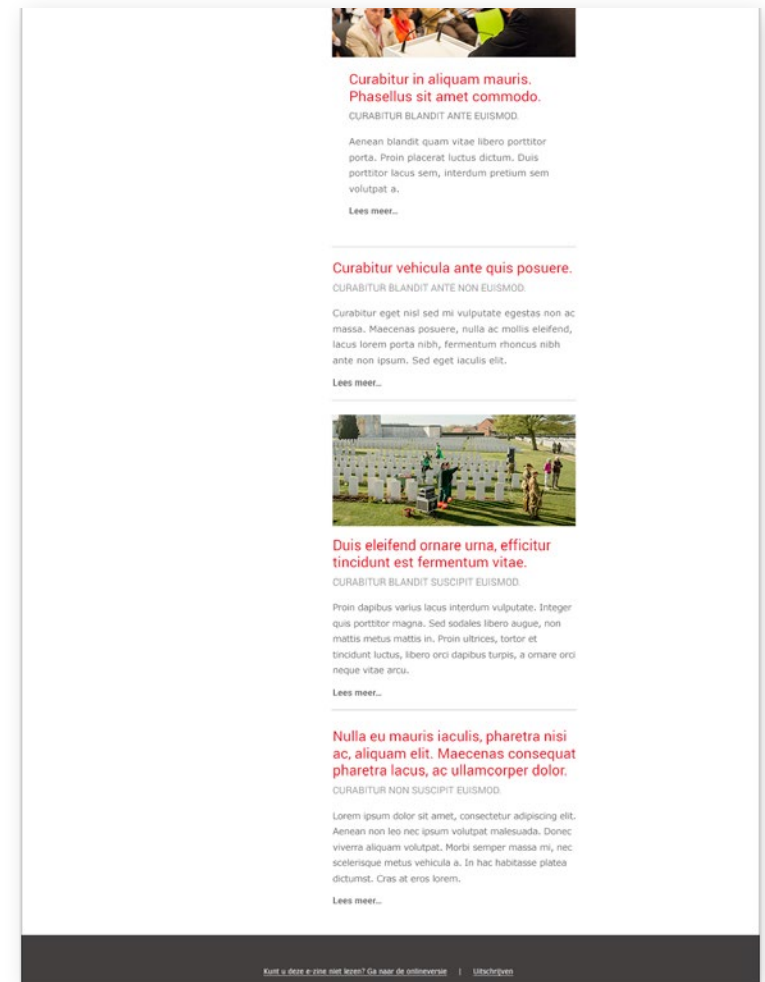 Curabitur in aliquam mauris.
Phasellus sit amet commodo.
CURABITUR BLANDIT ANTE EUISMOD.
Aenean blandit quam vitae libero porttitor
porta. Proin placerat luctus dictum. Duis
porttitor lacus sem, interdum pretium sem
volutpat a.
Lees meer...
Curabitur vehicula ante quis posuere.
CURABITUR BLANDIT ANTE NON EUISMOD.
Curabitur eget nisl sed mi vulputate egestas non ac
massa. Maecenas posuere, nulla ac mollis eleifend,
lacus lorem porta nibh, fermentum rhoncus nibh
ante non ipsum. Sed eget iaculis elit.
Lees meer...
Duis eleifend ornare urna, efficitur
tincidunt est fermentum vitae.
CURABITUR BLANDIT SUSCIPIT EUISMOD.
Proin dapibus varius lacus interdum vulputate. Integer
quis porttitor magna. Sed sodales libero augue, non
mattis metus mattis in. Proin ultrices, tortor et
tincidunt luctus, libero orci dapibus turpis, a ornare orci
neque vitae arcu.
Lees meer...
Nulla eu mauris iaculis, pharetra nisi
ac, aliquam elit. Maecenas consequat
pharetra lacus, ac ullamcorper dolor.
CURABITUR NON SUSCIPIT EUISMOD.
Lorem ipsum dolor sit amet, consectetur adipiscing elit.
Aenean non leo nec ipsum volutpat malesuada. Donec
viverra aliquam volutpat. Morbi semper massa mi, nec
scelerisque metus vehicula a. In hac habitasse platea
dictumst. Cras at eros lorem.
Lees meer...
Kunt u deze e-zine niet lezen? Ga naar de onlineversie | Uitschrijven